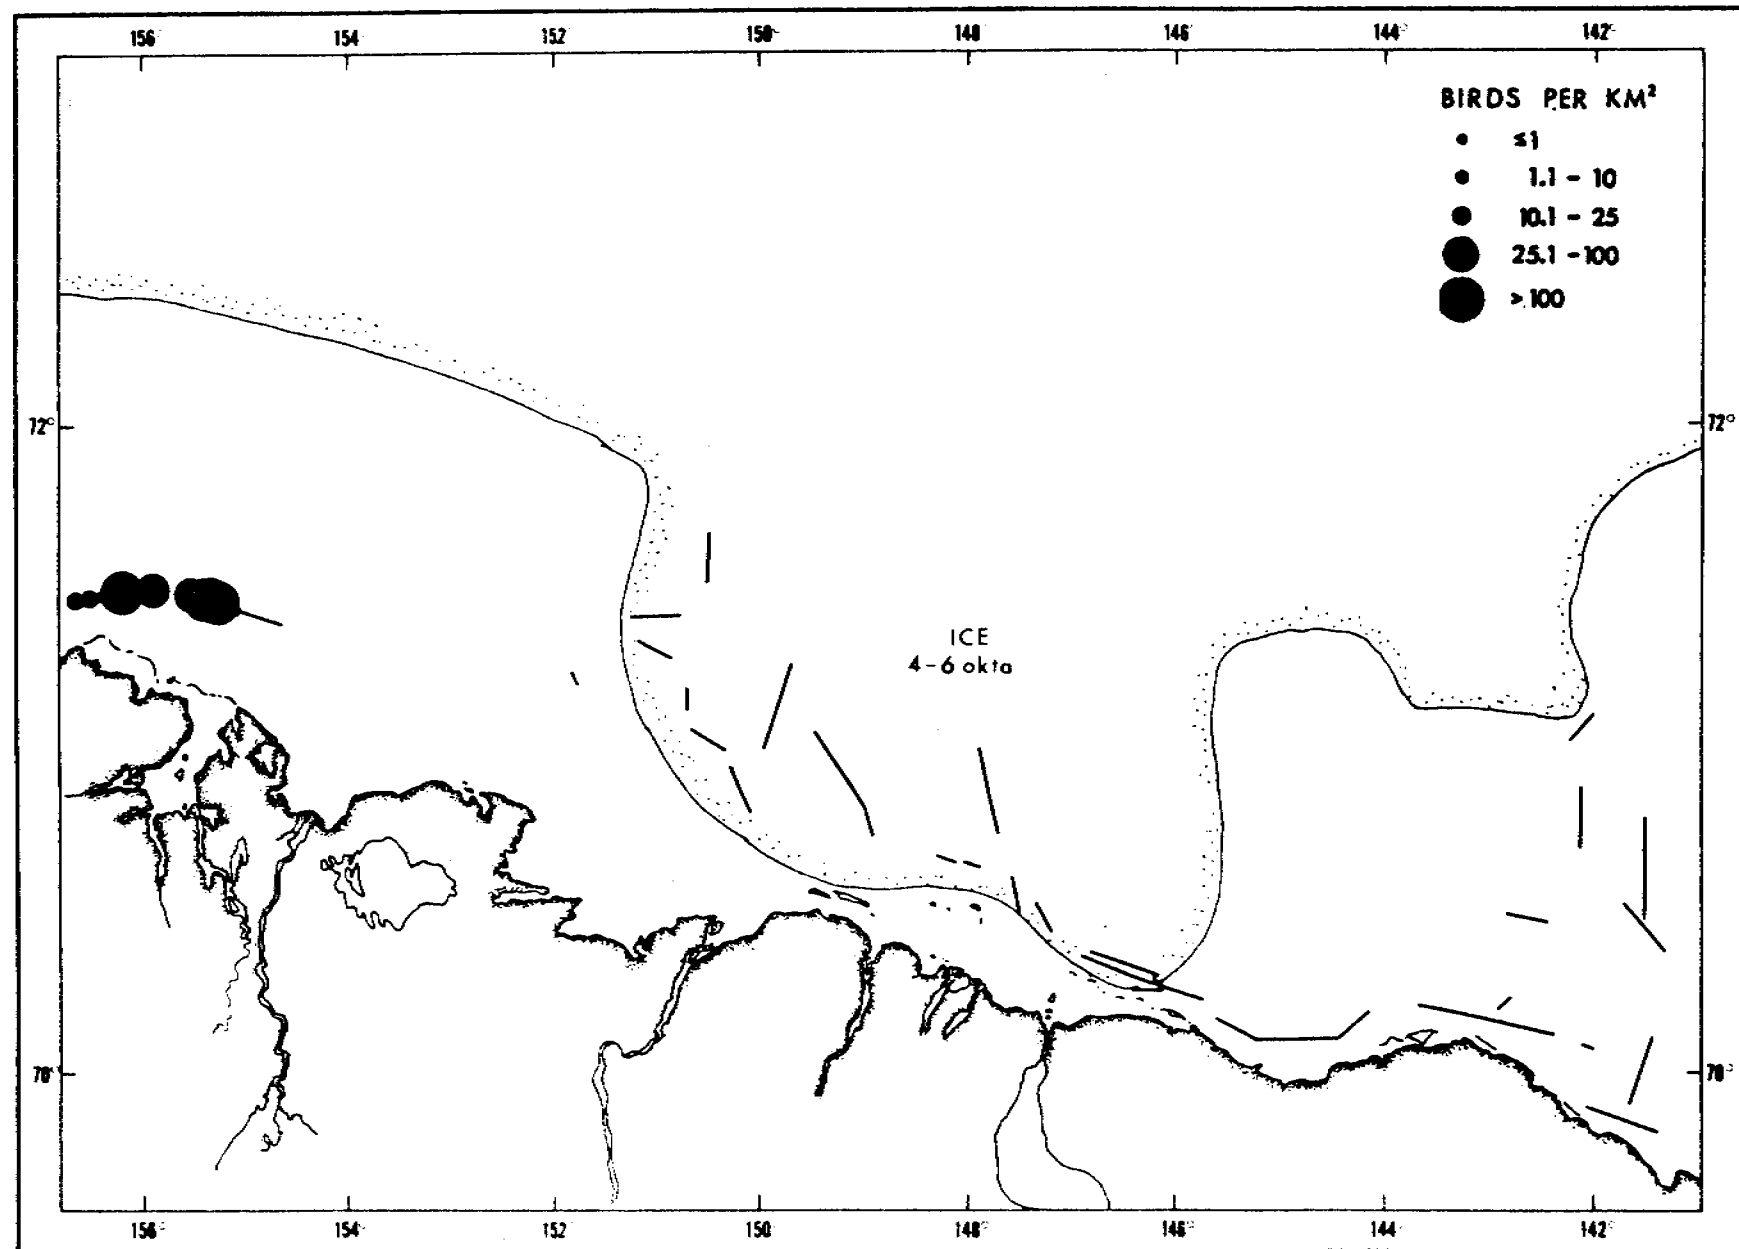 156° 154° 152 150° 148° 146° 144° 142°
BIRDS PER KM²
≤1
1.1 - 10
10.1 - 25
25.1 - 100
>100
72° 72°
ICE
4-6 okta
70° 70°
156° 154° 152 150 148° 146° 144° 142°